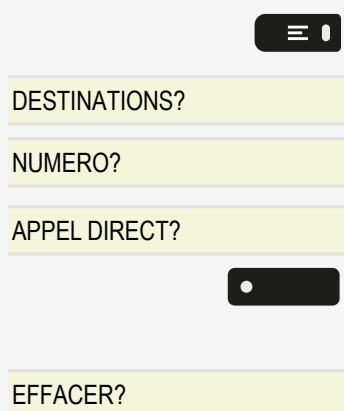 DESTINATIONS?
NUMERO?
APPEL DIRECT?
EFFACER?